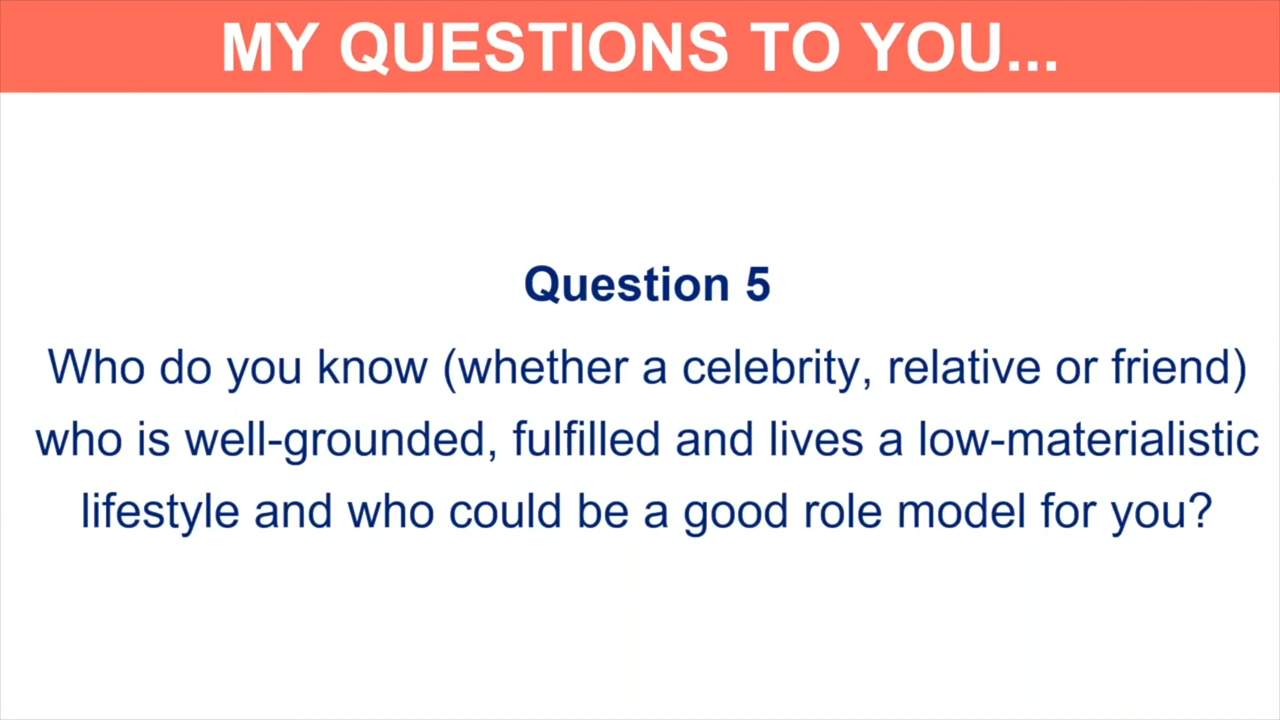 MY QUESTIONS TO YOU...
Question 5
Who do you know (whether a celebrity, relative or friend)
who is well-grounded, fulfilled and lives a low-materialistic
lifestyle and who could be a good role model for you?